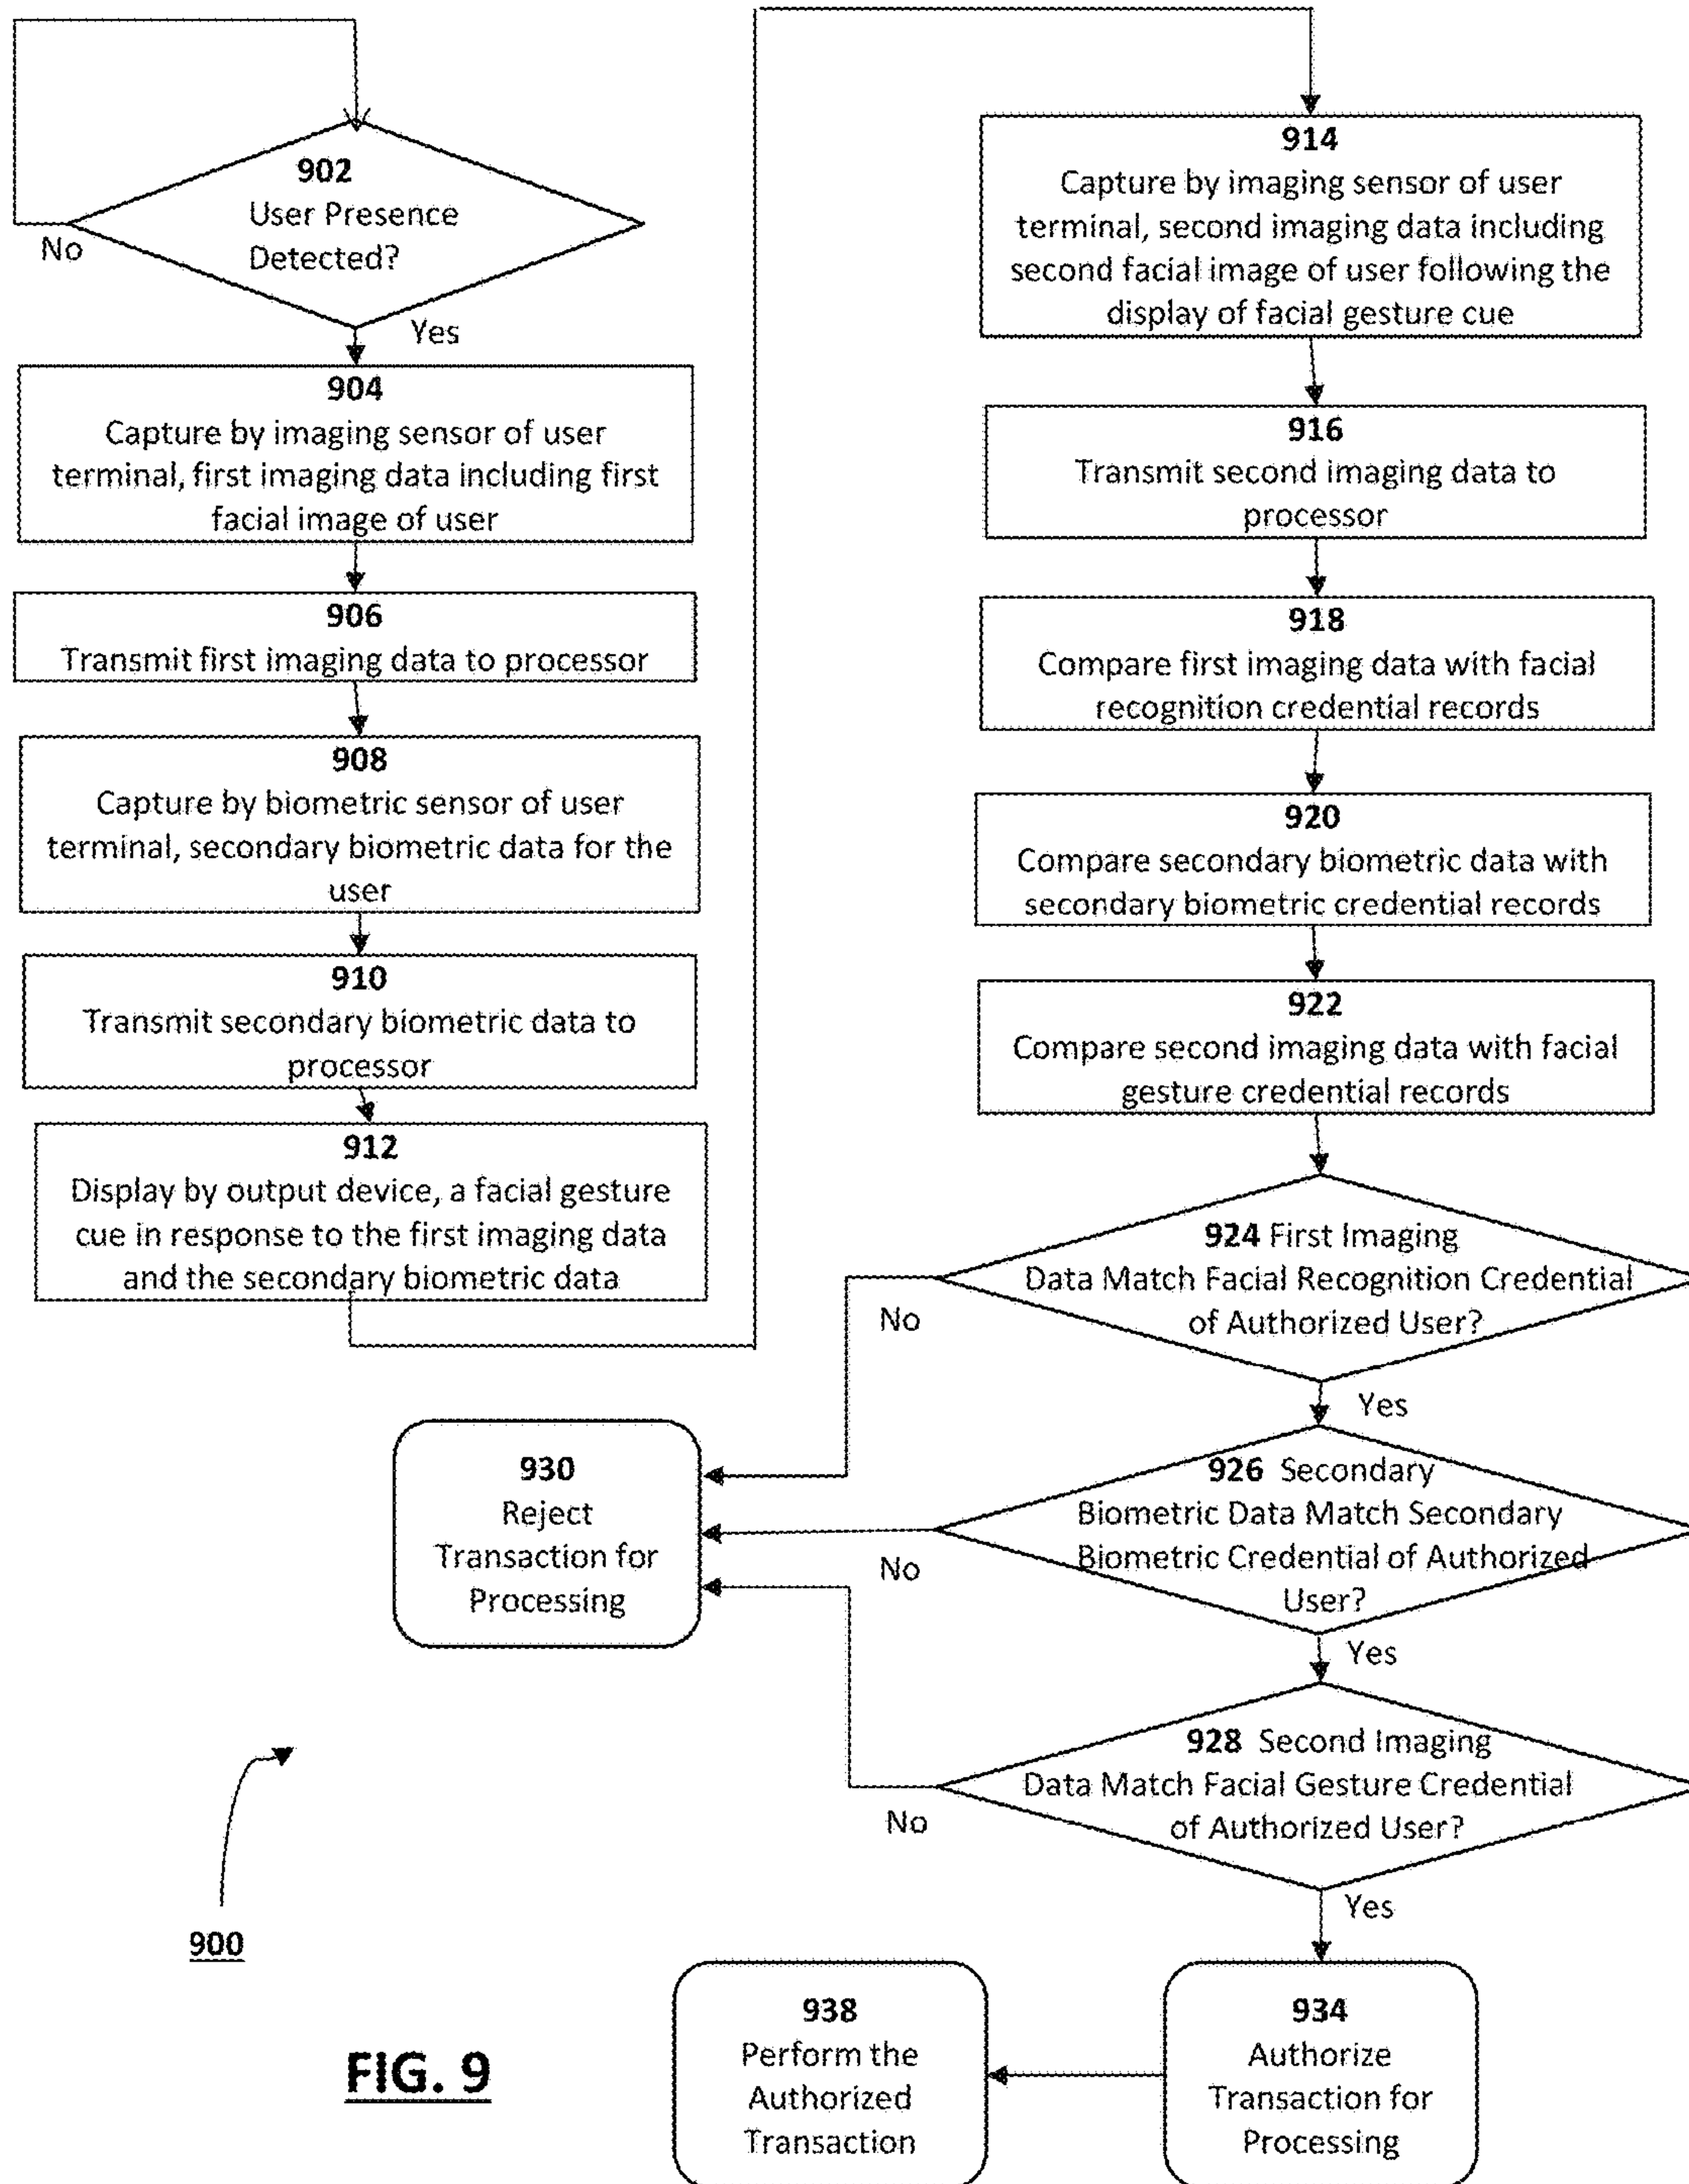 902
User Presence
Detected?
No
Yes
904
Capture by imaging sensor of user
terminal, first imaging data including first
facial image of user
906
Transmit first imaging data to processor
908
Capture by biometric sensor of user
terminal, secondary biometric data for the
user
910
Transmit secondary biometric data to
processor
912
Display by output device, a facial gesture
cue in response to the first imaging data
and the secondary biometric data
914
Capture by imaging sensor of user
terminal, second imaging data including
second facial image of user following the
display of facial gesture cue
916
Transmit second imaging data to
processor
918
Compare first imaging data with facial
recognition credential records
920
Compare secondary biometric data with
secondary biometric credential records
922
Compare second imaging data with facial
gesture credential records
924 First Imaging
Data Match Facial Recognition Credential
of Authorized User?
No
Yes
926 Secondary
Biometric Data Match Secondary
Biometric Credential of Authorized
User?
No
Yes
928 Second Imaging
Data Match Facial Gesture Credential
of Authorized User?
No
Yes
930
Reject
Transaction for
Processing
934
Authorize
Transaction for
Processing
938
Perform the
Authorized
Transaction
900
FIG. 9